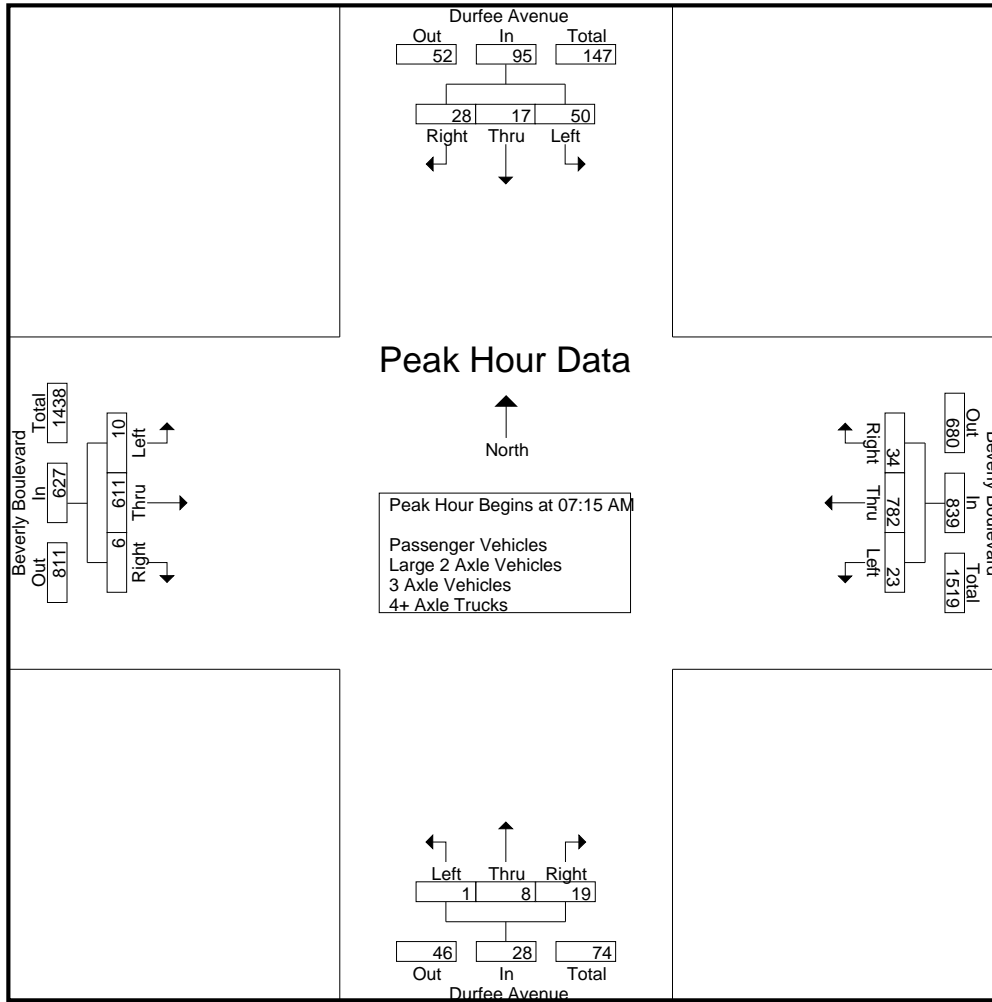 Durfee Avenue
Out In Total
52 95 147
28 17 50
Right Thru Left
Peak Hour Data
North
Peak Hour Begins at 07:15 AM
Passenger Vehicles
Large 2 Axle Vehicles
3 Axle Vehicles
4+ Axle Trucks
Beverly Boulevard
Out In Total
811 627 1438
6 611 10
Right Thru Left
Beverly Boulevard
Out In Total
680 839 1519
34 782 23
Right Thru Left
Left Thru Right
1 8 19
46 28 74
Out In Total
Durfee Avenue